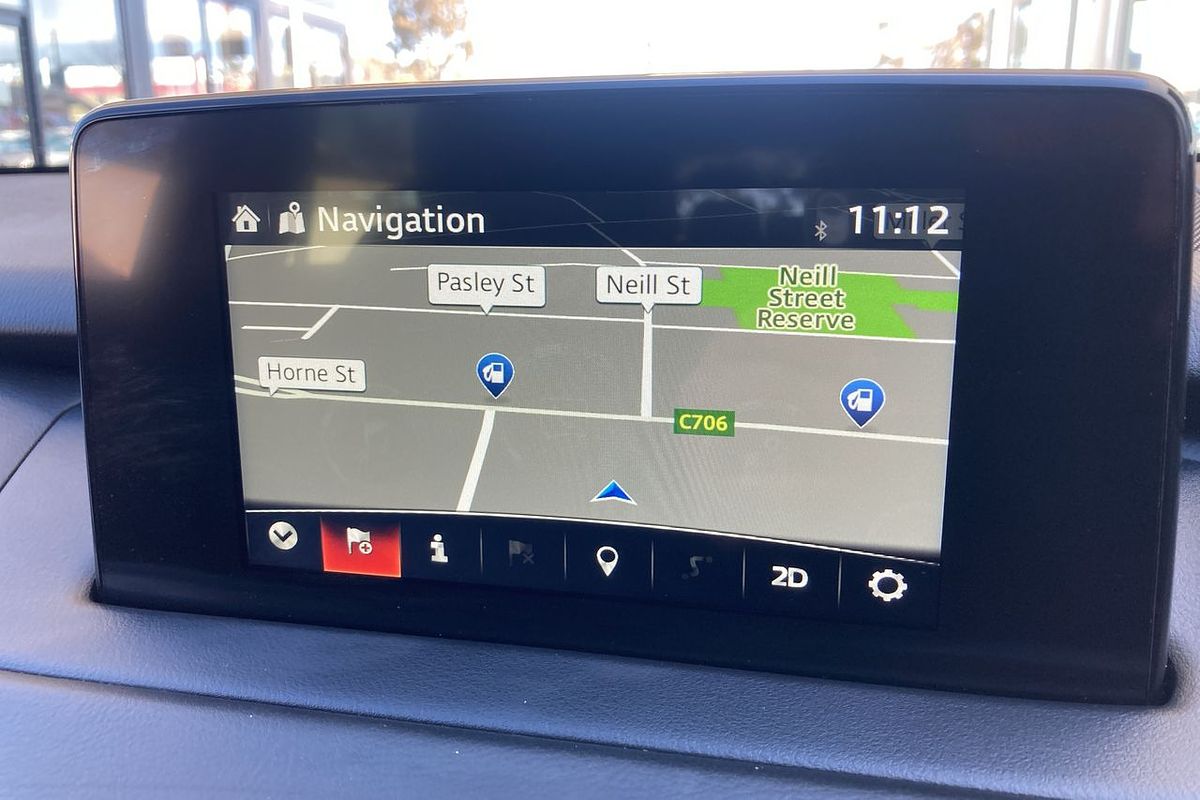 Navigation
11:12
Pasley St
Neill St
Neill
Street
Reserve
Horne St
C706
2D